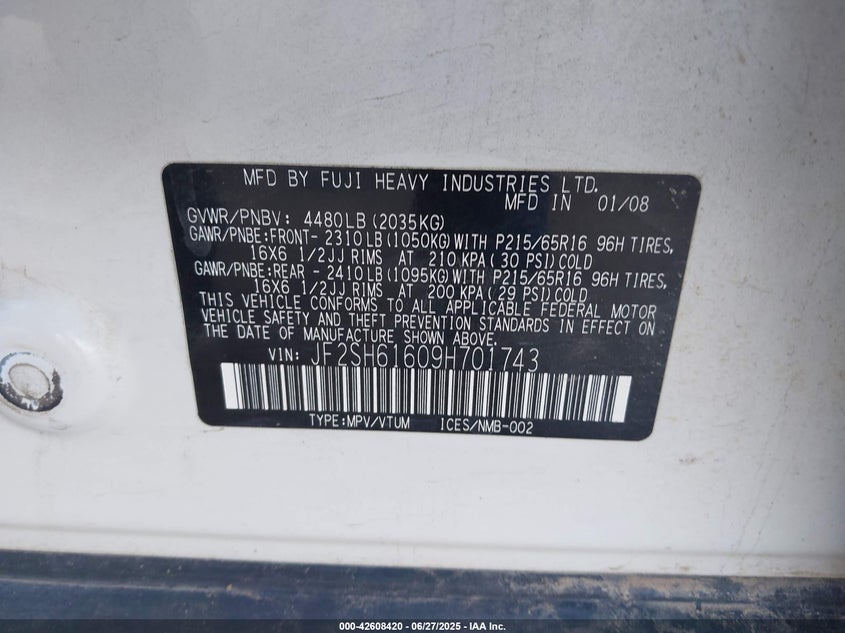 MFD BY FUJI HEAVY INDUSTRIES LTD.
MFD IN 01/08
GVWR/PNBV: 4480LB(2035KG)
GAWR/PNBE:FRONT- 2310LB(1050KG)WITH P215/65R16 96H TIRES,
16X6 1/2JJ RIMS AT 210 KPA( 30 PSI)COLD
GAWR/PNBE:REAR - 2410LB(1095KG)WITH P215/65R16 96H TIRES,
16X6 1/2JJ RIMS AT 200 KPA( 29 PSI)COLD
THIS VEHICLE CONFORMS TO ALL APPLICABLE FEDERAL MOTOR
VEHICLE SAFETY AND THEFT PREVENTION STANDARDS IN EFFECT ON
THE DATE OF MANUFACTURE SHOWN ABOVE.
VIN: JF2SH61609H701743
TYPE:MPV/VTUM ICES/NMB-002
000-42608420 - 06/27/2025 - IAA Inc.